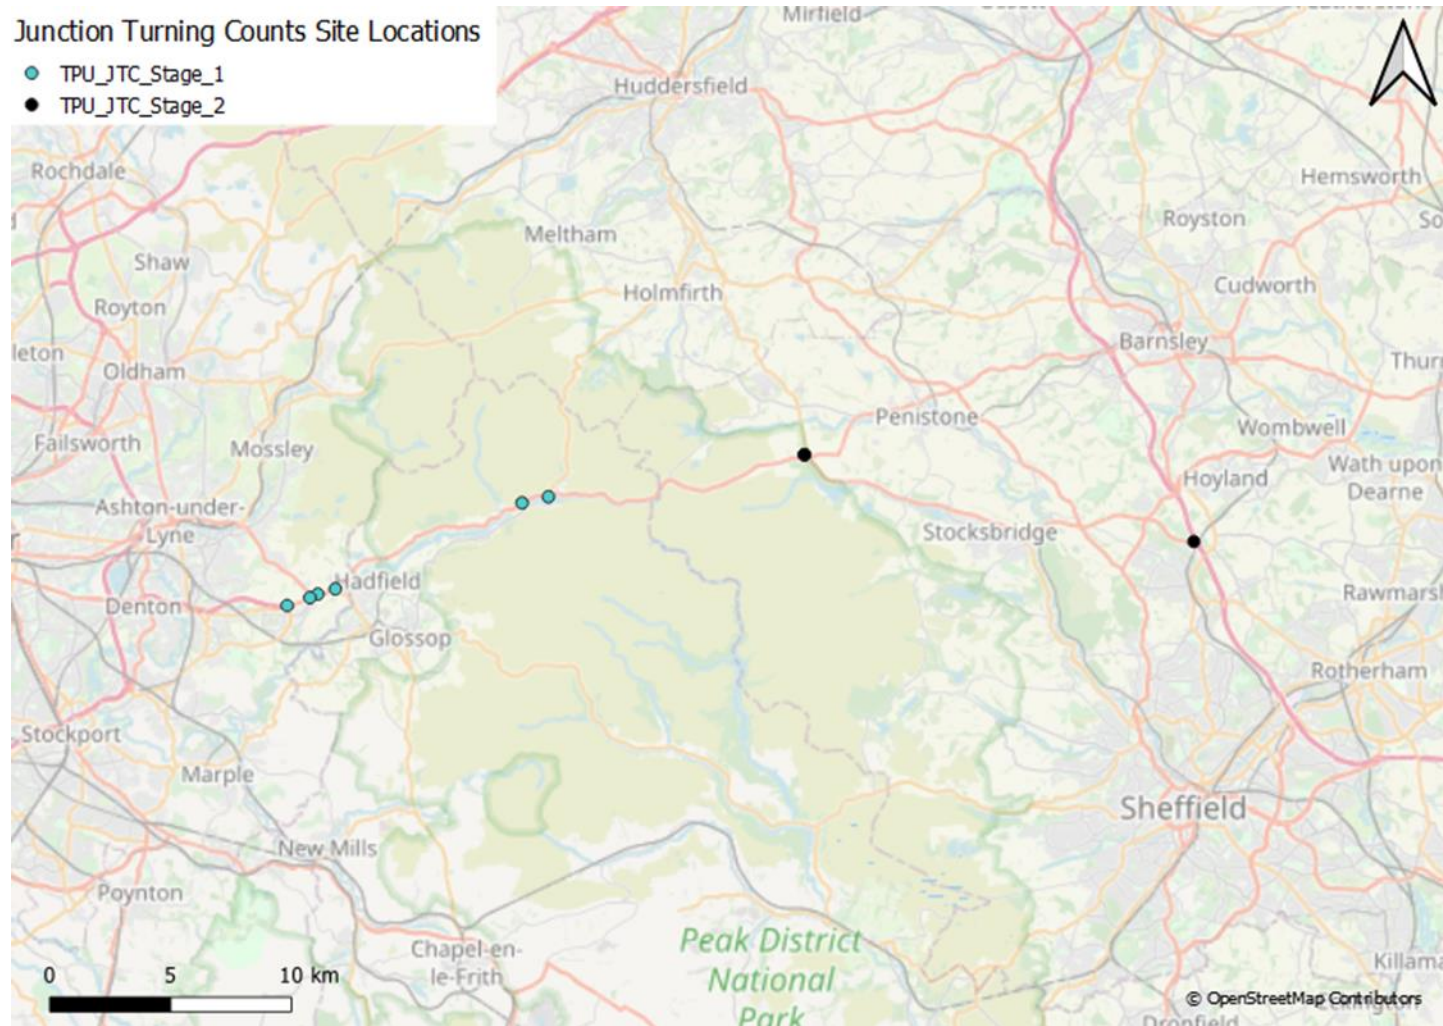 Junction Turning Counts Site Locations
TPU_JTC_Stage_1
TPU_JTC_Stage_2
Mirfield
Huddersfield
Rochdale
Hemsworth
Royston
Meltham
Shaw
Cudworth
Holmfirth
Royton
Barnsley
Oldham
Penistone
Wombwell
Failsworth
Mossley
Wath upon
Dearne
Hoyland
Ashton-under-
Lyne
Stocksbridge
Hadfield
Denton
Glossop
Rotherham
Stockport
Marple
Sheffield
New Mills
Poynton
Peak District
National
Park
Chapel-en-
le-Frith
0 5 10 km
© OpenStreetMap Contributors